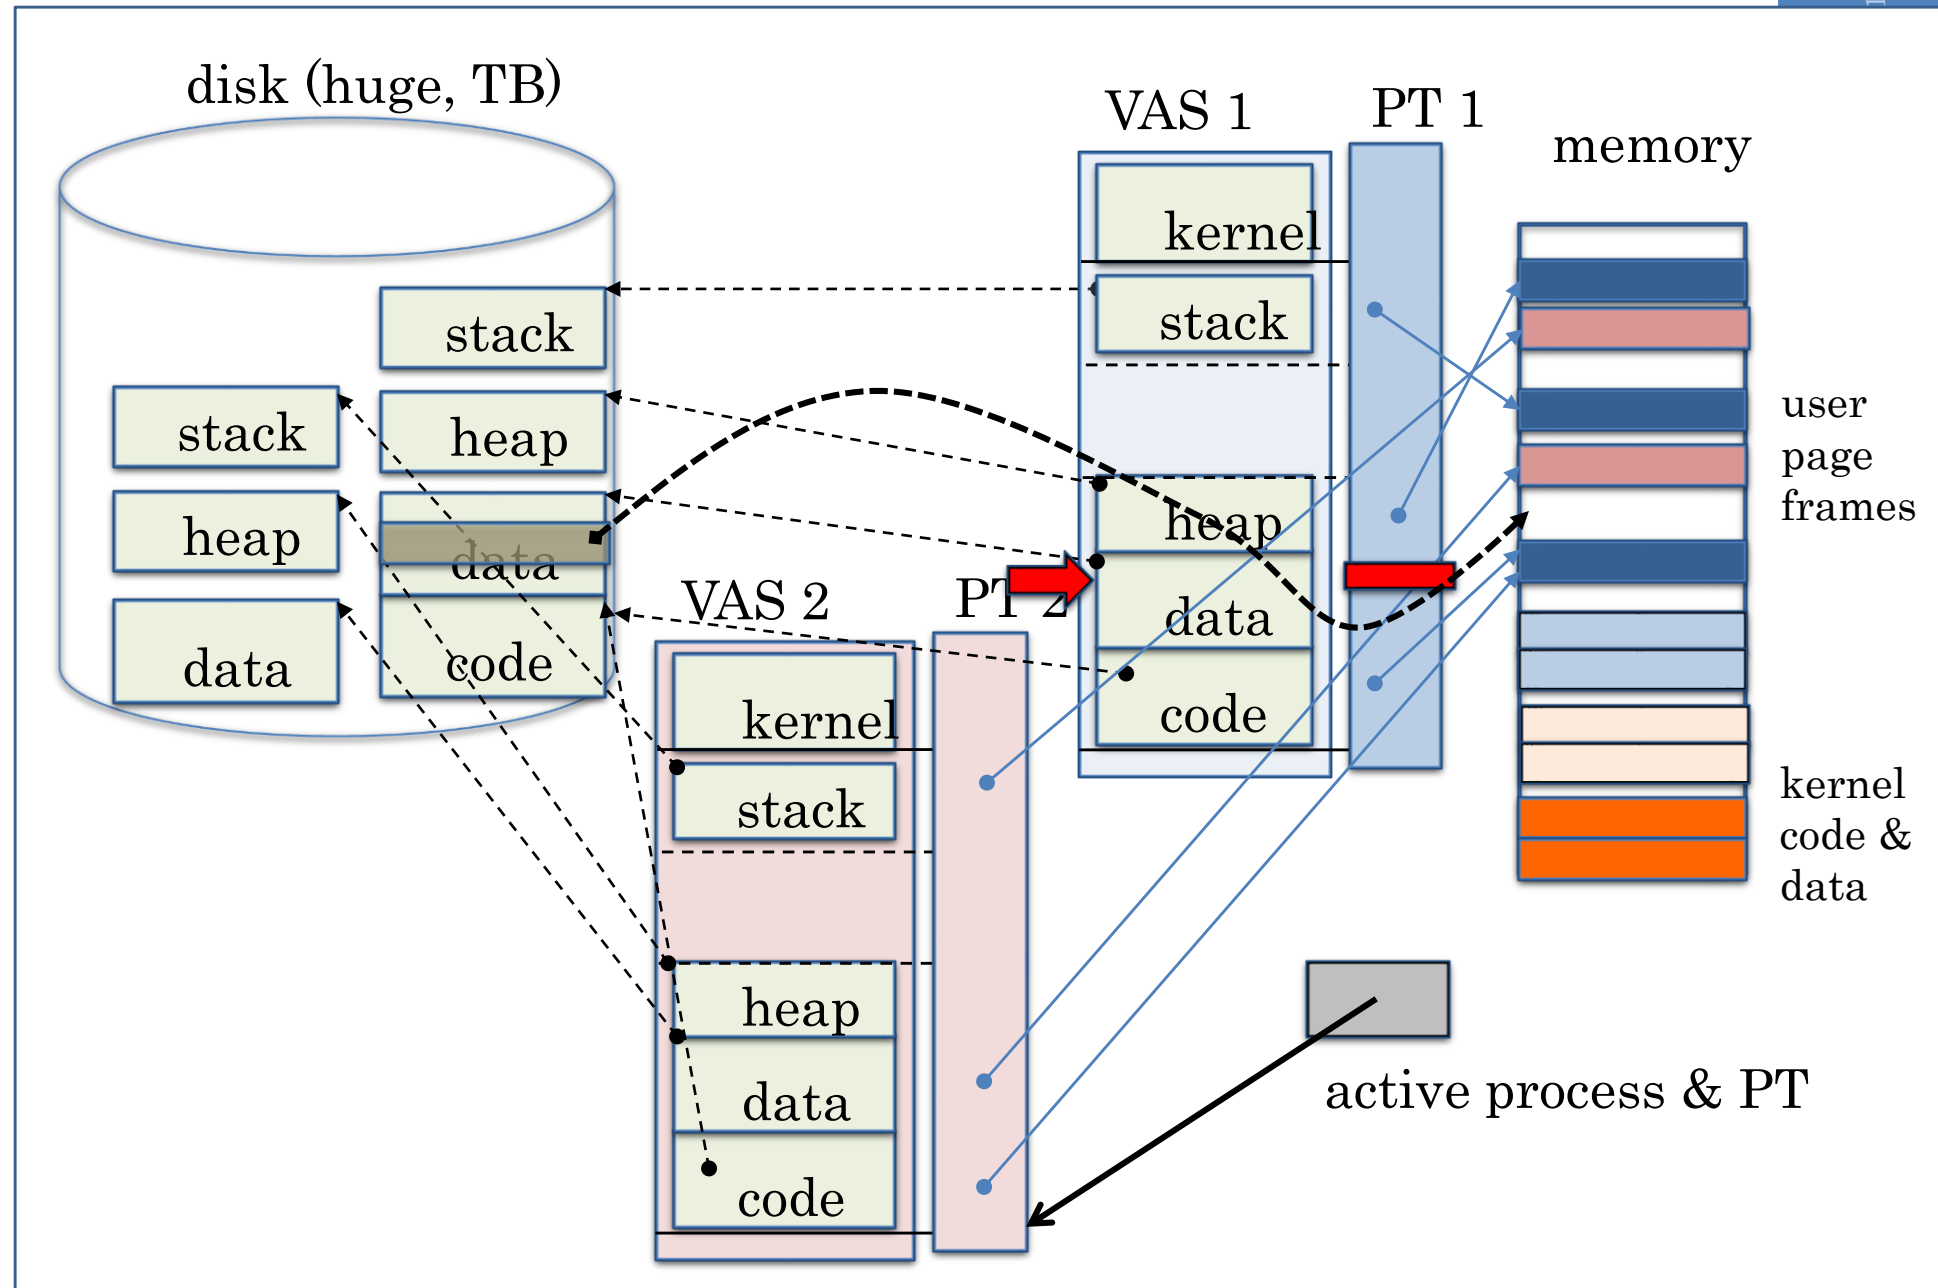 disk (huge, TB)
stack
heap
data
code
stack
heap
data
VAS 1
PT 1
kernel
stack
heap
data
code
memory
user
page
frames
kernel
code &
data
VAS 2
PT 2
kernel
stack
heap
data
code
active process & PT